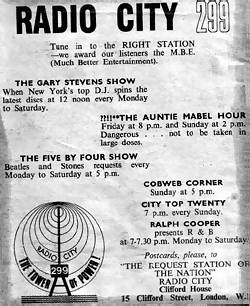 RADIO CITY 299
Tune in to the RIGHT STATION
—we award our listeners the M.B.E.
(Much Better Entertainment).
THE GARY STEVENS SHOW
When New York's top D.J. spins the
latest discs at 12 noon every Monday
to Saturday.
?!!!**THE AUNTIE MABEL HOUR
Friday at 8 p.m. and Sunday at 2 p.m.
Dangerous . . . not to be taken in
large doses.
THE FIVE BY FOUR SHOW
Beatles and Stones requests every
Monday to Saturday at 5 p.m.
COBWEB CORNER
Sunday at 5 p.m.
CITY TOP TWENTY
7 p.m. every Sunday.
RALPH COOPER
presents R & B
at 7-7.30 p.m. Monday to Saturday.
RADIO CITY
299
THE TOWER OF POWER!
Postcards, please, to
"THE REQUEST STATION OF
THE NATION"
RADIO CITY
Clifford House
15 Clifford Street, London, W.